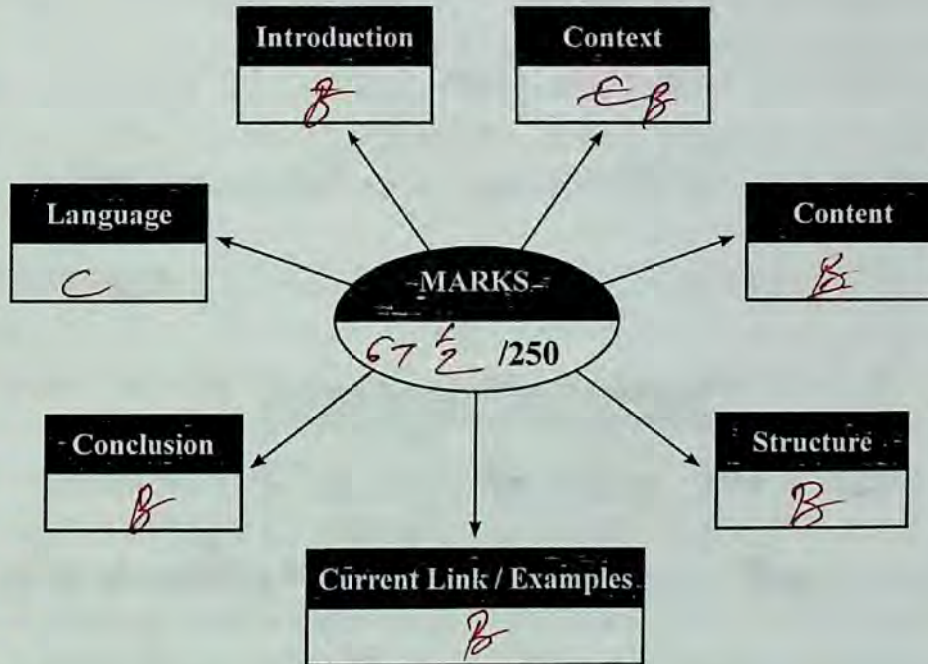 Introduction
B
Context
C B
Language
C
Content
B
MARKS
67 1/2 /250
Conclusion
B
Structure
B
Current Link / Examples
B